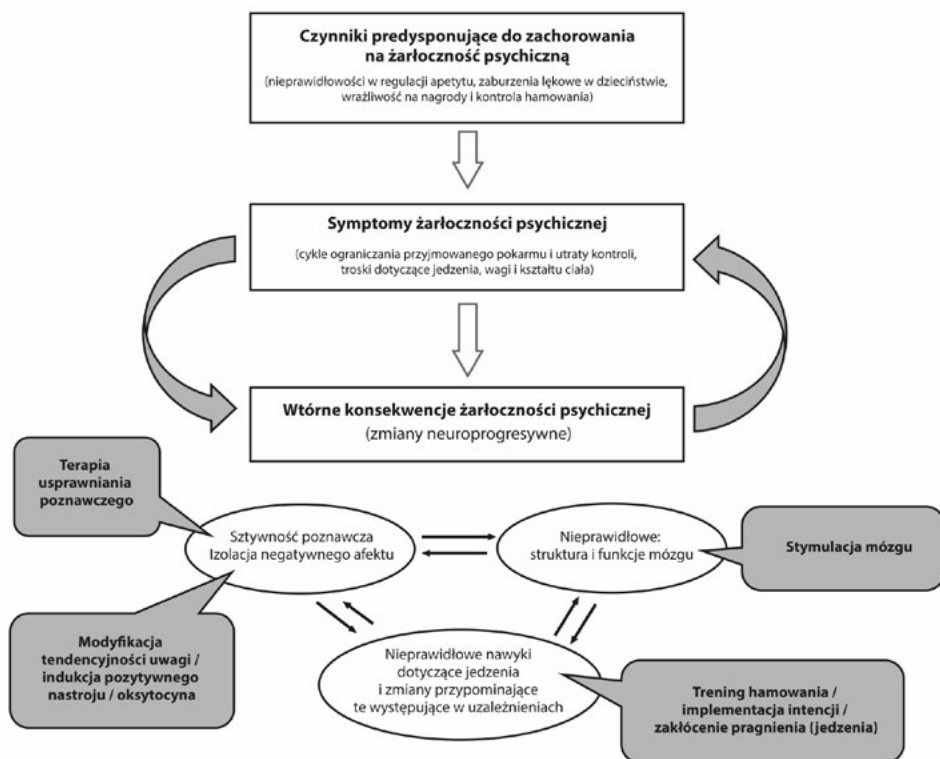 Czynniki predysponujące do zachorowania
na żarłoczność psychiczną
(nieprawidłowości w regulacji apetytu, zaburzenia lękowe w dzieciństwie,
wrażliwość na nagrody i kontrola hamowania)
Symptomy żarłoczności psychicznej
(cykle ograniczania przyjmowanego pokarmu i utraty kontroli,
troski dotyczące jedzenia, wagi i kształtu ciała)
Wtórne konsekwencje żarłoczności psychicznej
(zmiany neuroprogresywne)
Terapia
usprawniania
poznawczego
Sztywność poznawcza
Izolacja negatywnego afektu
Nieprawidłowe:
struktura i funkcje mózgu
Stymulacja mózgu
Modyfikacja
tendencyjności uwagi /
indukcja pozytywnego
nastroju / oksytocyna
Nieprawidłowe nawyki
dotyczące jedzenia
i zmiany przypominające
te występujące w uzależnieniach
Trening hamowania /
implementacja intencji /
zakłócenie pragnienia (jedzenia)